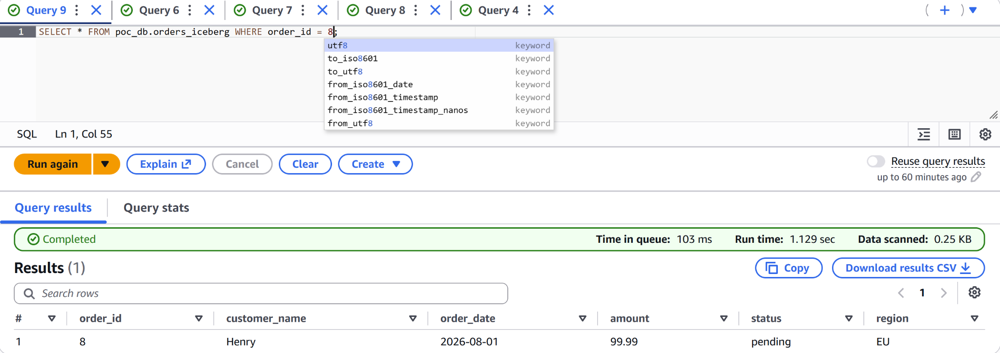 Query 9 Query 6 Query 7 Query 8 Query 4
1 SELECT * FROM poc_db.orders_iceberg WHERE order_id = 8;
utf8 keyword
to_iso8601 keyword
to_utf8 keyword
from_iso8601_date keyword
from_iso8601_timestamp keyword
from_iso8601_timestamp_nanos keyword
from_utf8 keyword
SQL Ln 1, Col 55
Run again Explain Cancel Clear Create Reuse query results
up to 60 minutes ago
Query results Query stats
Completed Time in queue: 103 ms Run time: 1.129 sec Data scanned: 0.25 KB
Results (1) Copy Download results CSV
Search rows 1
# order_id customer_name order_date amount status region
1 8 Henry 2026-08-01 99.99 pending EU